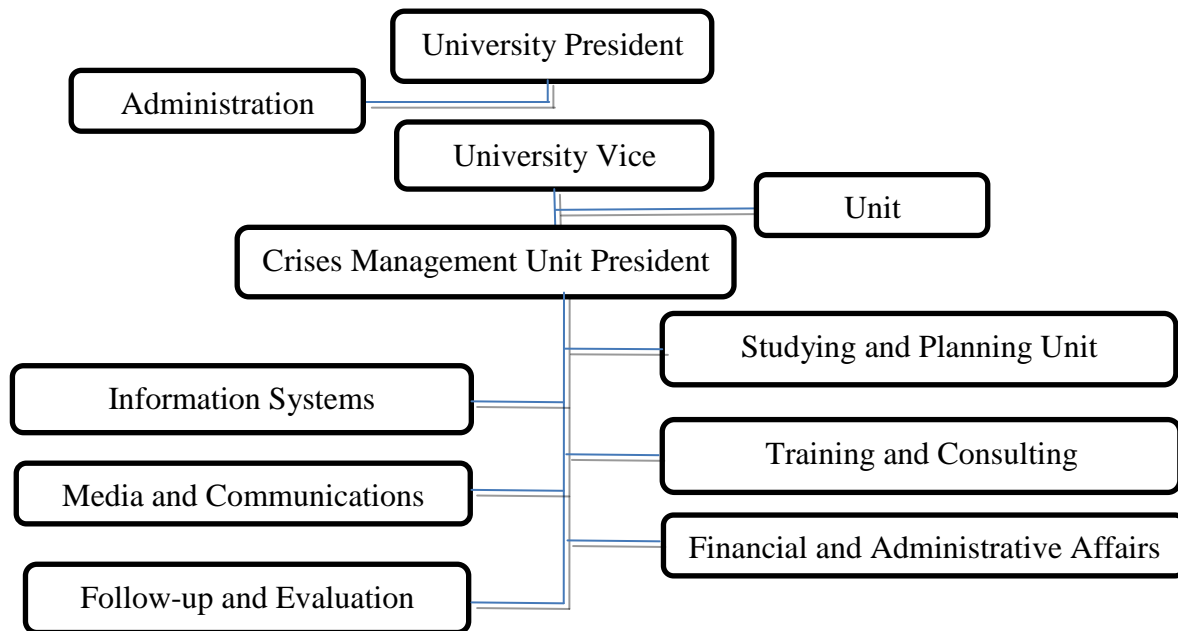 University President
Administration
University Vice
Unit
Crises Management Unit President
Studying and Planning Unit
Information Systems
Training and Consulting
Media and Communications
Financial and Administrative Affairs
Follow-up and Evaluation